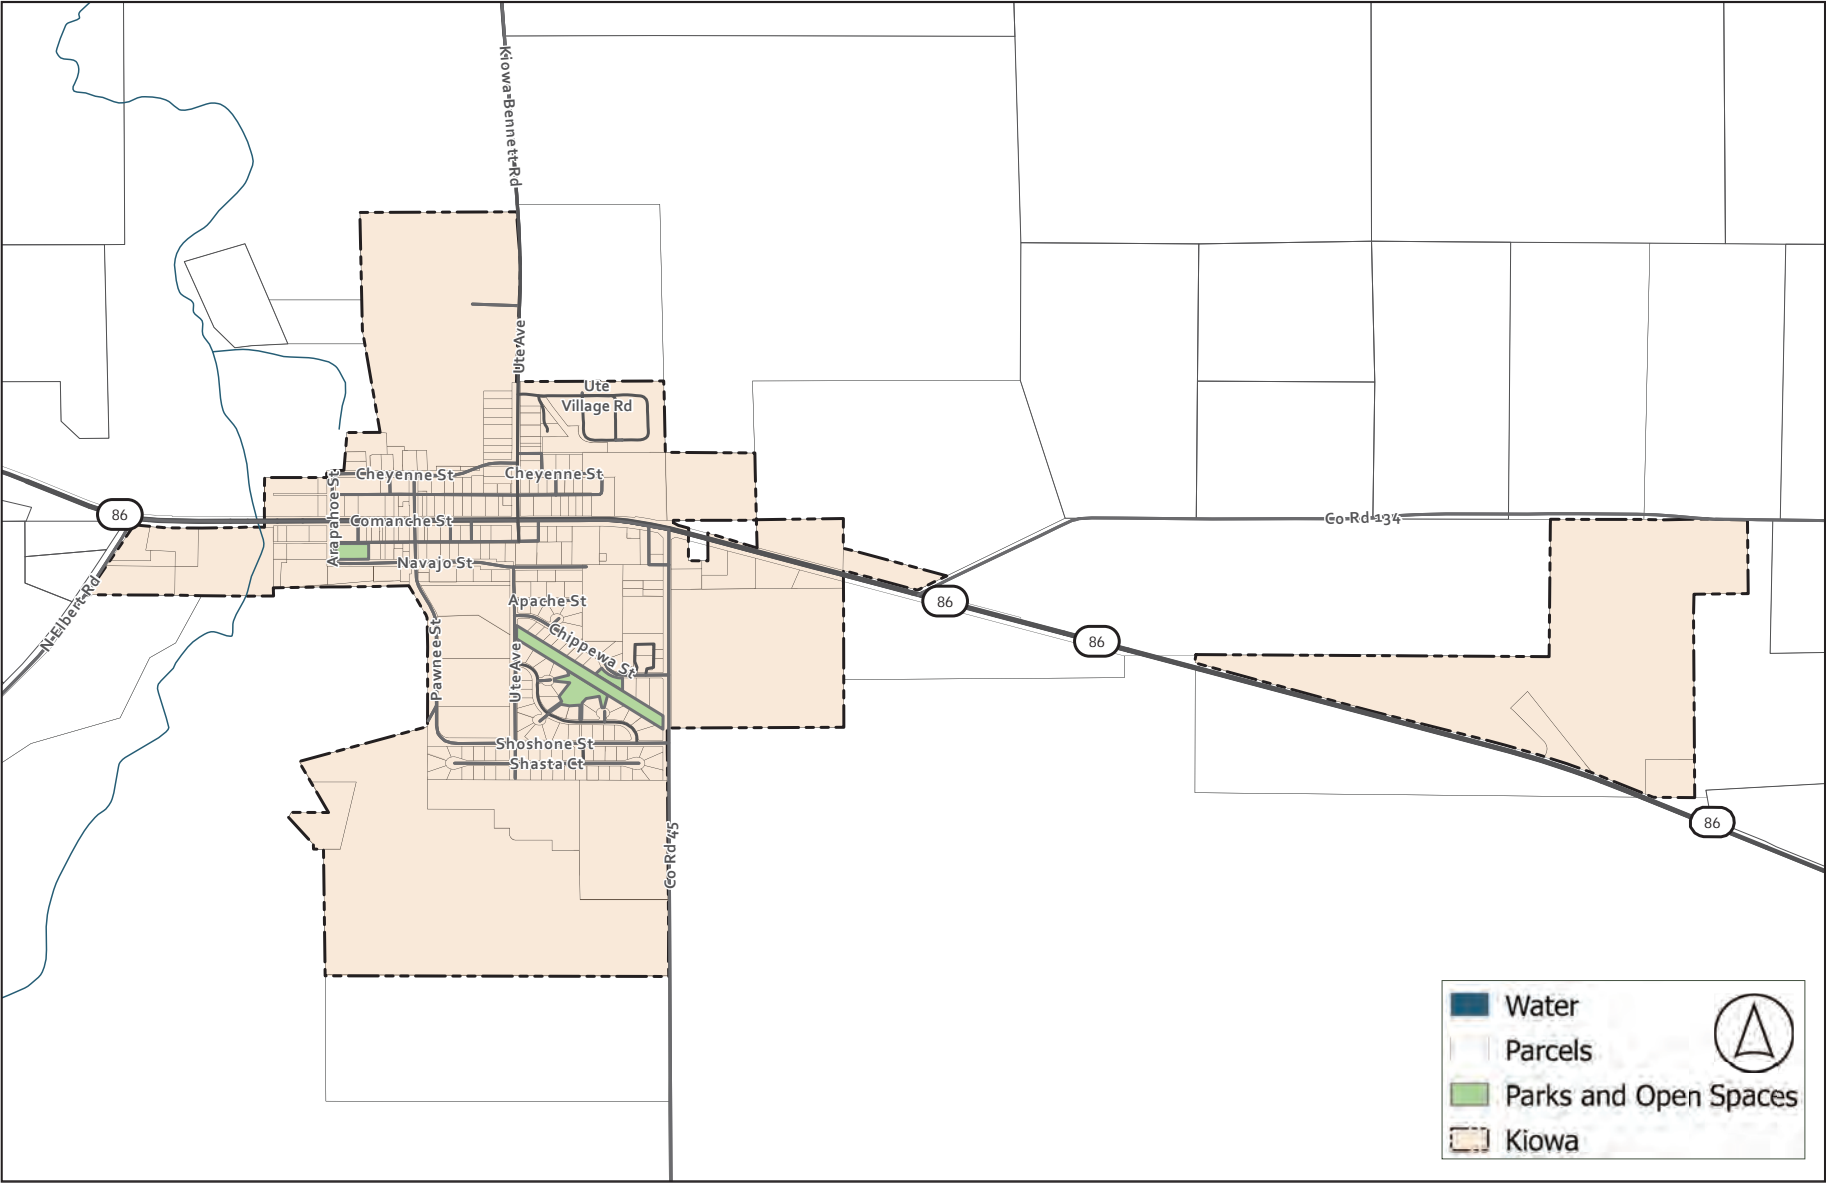 Kiowa-Bennett Rd
Ute Ave
Ute
Village Rd
Cheyenne St
Cheyenne St
Arapahoe St
86
Comanche St
Co Rd 134
Navajo St
N Elbert Rd
Apache St
86
Chippewa St
86
Pawnee St
Ute Ave
Shoshone St
Shasta Ct
86
Co Rd 45
Water
Parcels
Parks and Open Spaces
Kiowa